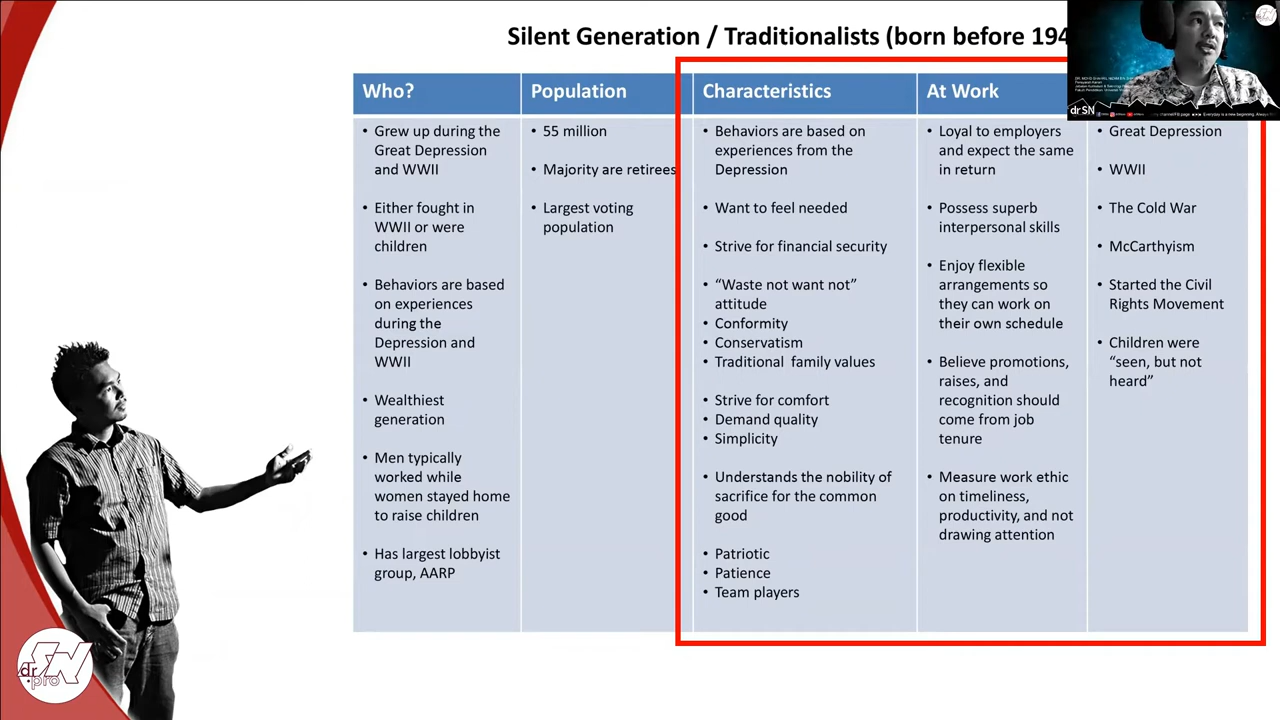 Silent Generation / Traditionalists (born before 194
Who?
Grew up during the
Great Depression
and WWII
Either fought in
WWII or were
children
Behaviors are based
on experiences
during the
Depression and
WWII
Wealthiest
generation
Men typically
worked while
women stayed home
to raise children
Has largest lobbyist
group, AARP
Population
55 million
Majority are retirees
Largest voting
population
Characteristics
Behaviors are based on
experiences from the
Depression
Want to feel needed
Strive for financial security
“Waste not want not”
attitude
Conformity
Conservatism
Traditional family values
Strive for comfort
Demand quality
Simplicity
Understands the nobility of
sacrifice for the common
good
Patriotic
Patience
Team players
At Work
Loyal to employers
and expect the same
in return
Possess superb
interpersonal skills
Enjoy flexible
arrangements so
they can work on
their own schedule
Believe promotions,
raises, and
recognition should
come from job
tenure
Measure work ethic
on timeliness,
productivity, and not
drawing attention
Great Depression
WWII
The Cold War
McCarthyism
Started the Civil
Rights Movement
Children were
“seen, but not
heard”
dr SN
dr
SN
pro